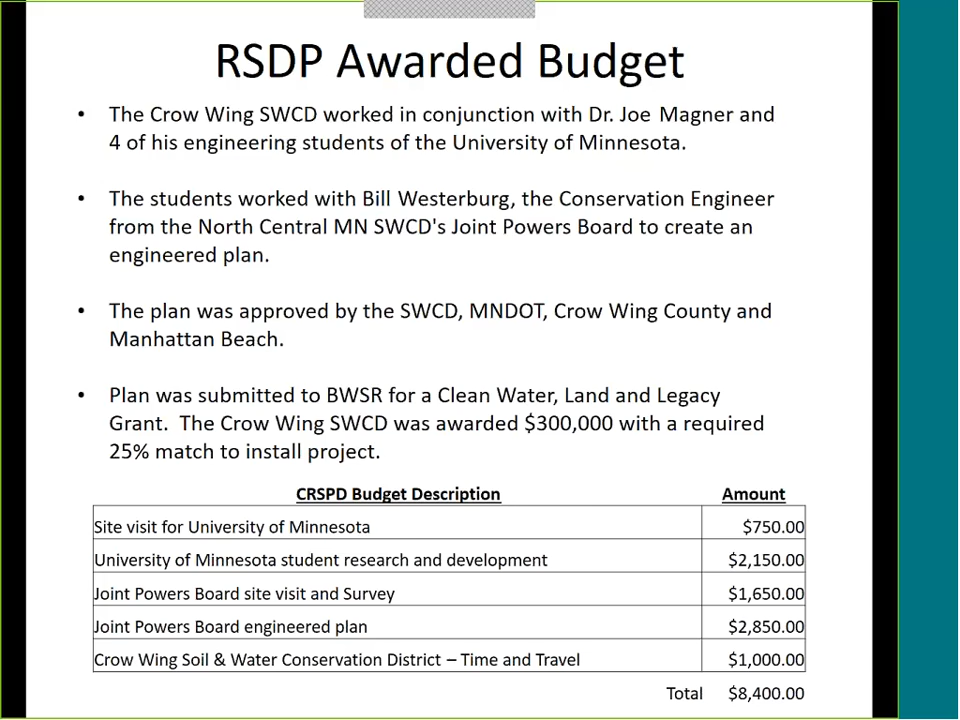 RSDP Awarded Budget
• The Crow Wing SWCD worked in conjunction with Dr. Joe Magner and
4 of his engineering students of the University of Minnesota.
• The students worked with Bill Westerburg, the Conservation Engineer
from the North Central MN SWCD's Joint Powers Board to create an
engineered plan.
• The plan was approved by the SWCD, MNDOT, Crow Wing County and
Manhattan Beach.
• Plan was submitted to BWSR for a Clean Water, Land and Legacy
Grant. The Crow Wing SWCD was awarded $300,000 with a required
25% match to install project.
CRSPD Budget Description Amount
Site visit for University of Minnesota $750.00
University of Minnesota student research and development $2,150.00
Joint Powers Board site visit and Survey $1,650.00
Joint Powers Board engineered plan $2,850.00
Crow Wing Soil & Water Conservation District – Time and Travel $1,000.00
Total $8,400.00